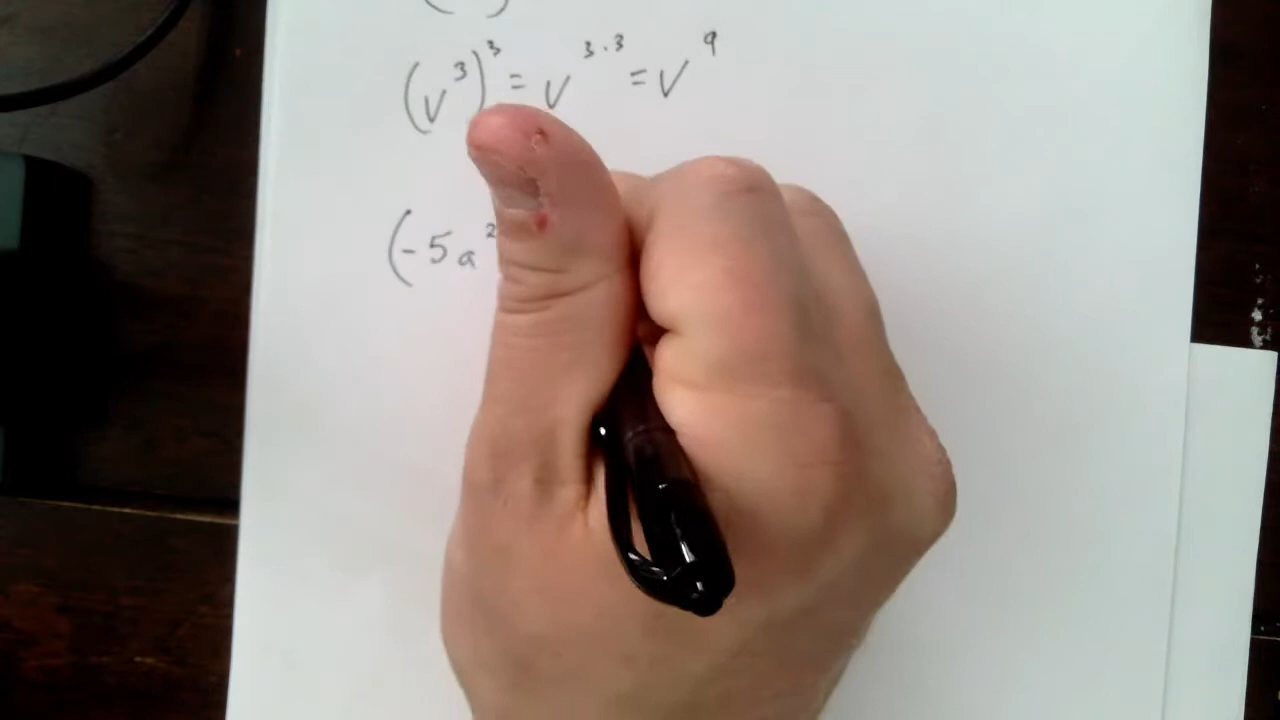 (v³)³ = v³·³ = v⁹
(-5a²